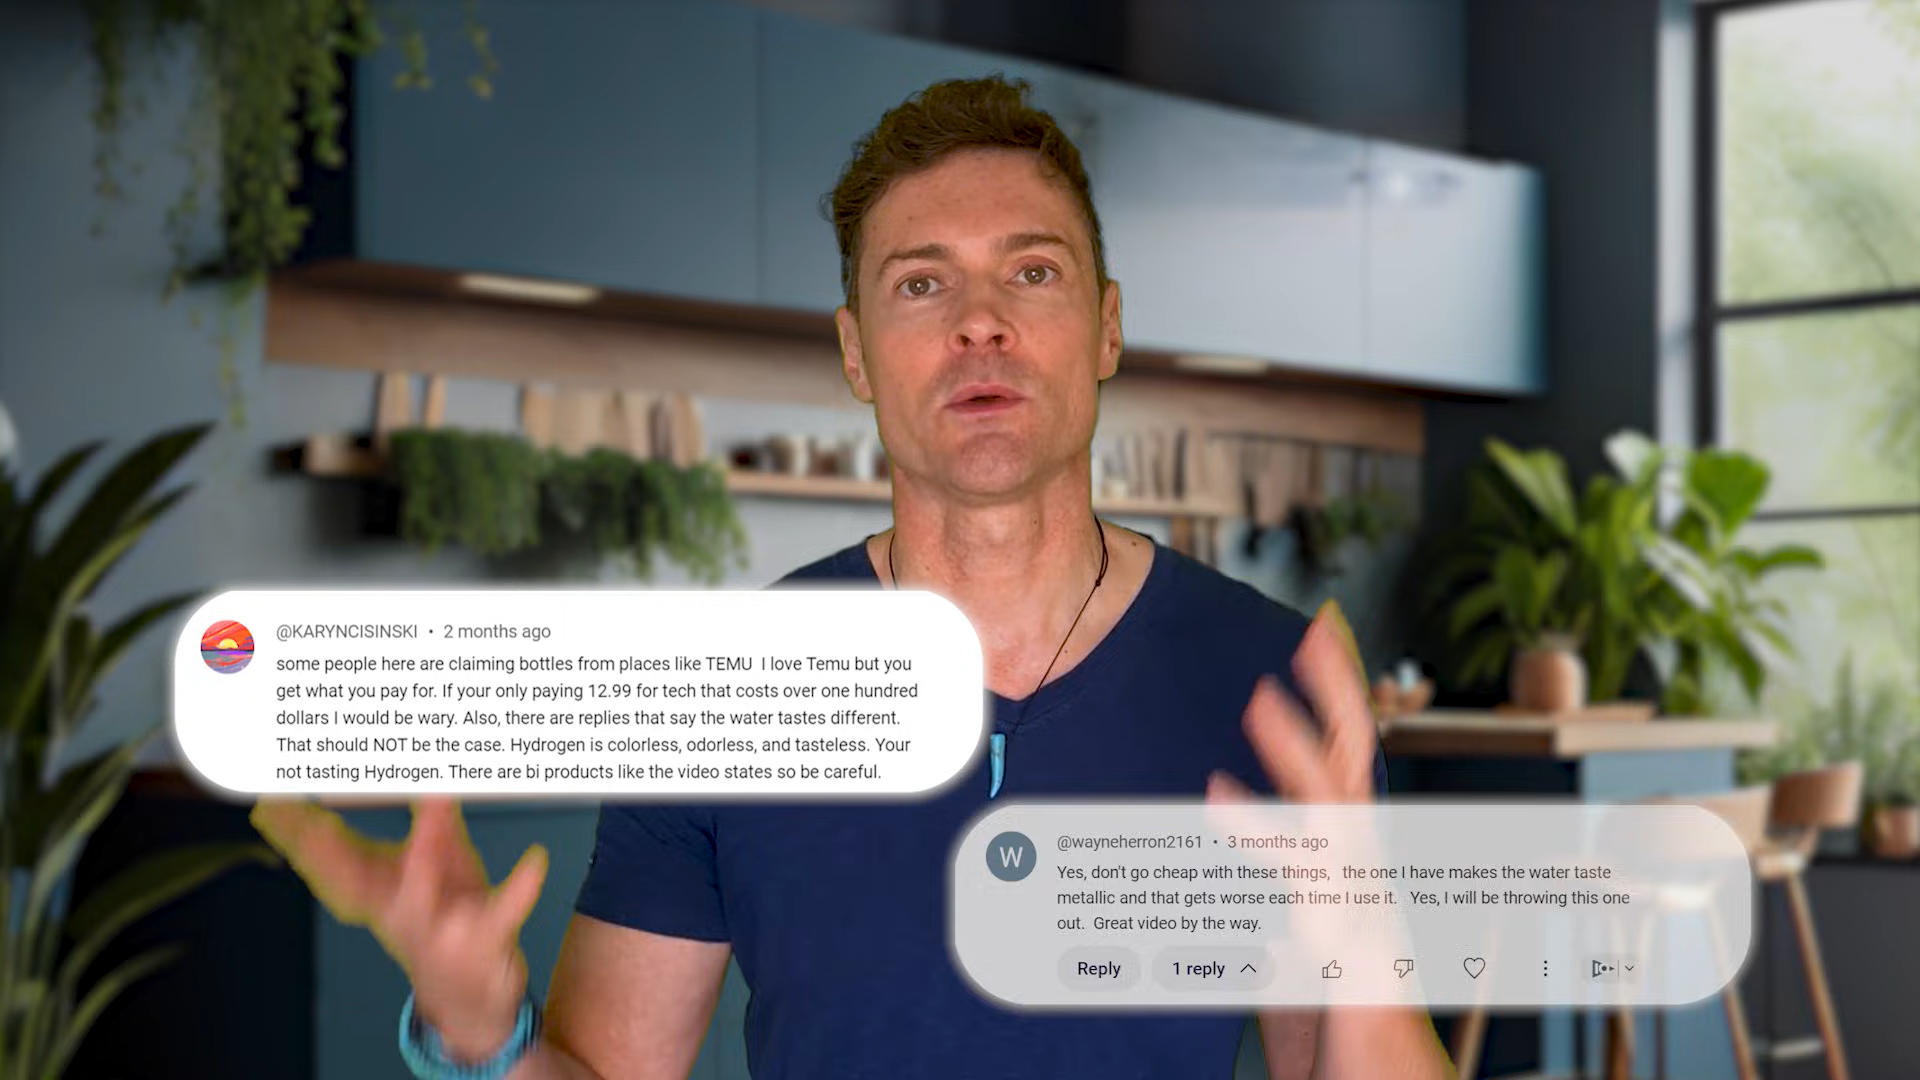 @KARYNCISINSKI • 2 months ago
some people here are claiming bottles from places like TEMU I love Temu but you
get what you pay for. If your only paying 12.99 for tech that costs over one hundred
dollars I would be wary. Also, there are replies that say the water tastes different.
That should NOT be the case. Hydrogen is colorless, odorless, and tasteless. Your
not tasting Hydrogen. There are bi products like the video states so be careful.
W
@wayneherron2161 • 3 months ago
Yes, don't go cheap with these things, the one I have makes the water taste
metallic and that gets worse each time I use it. Yes, I will be throwing this one
out. Great video by the way.
Reply 1 reply